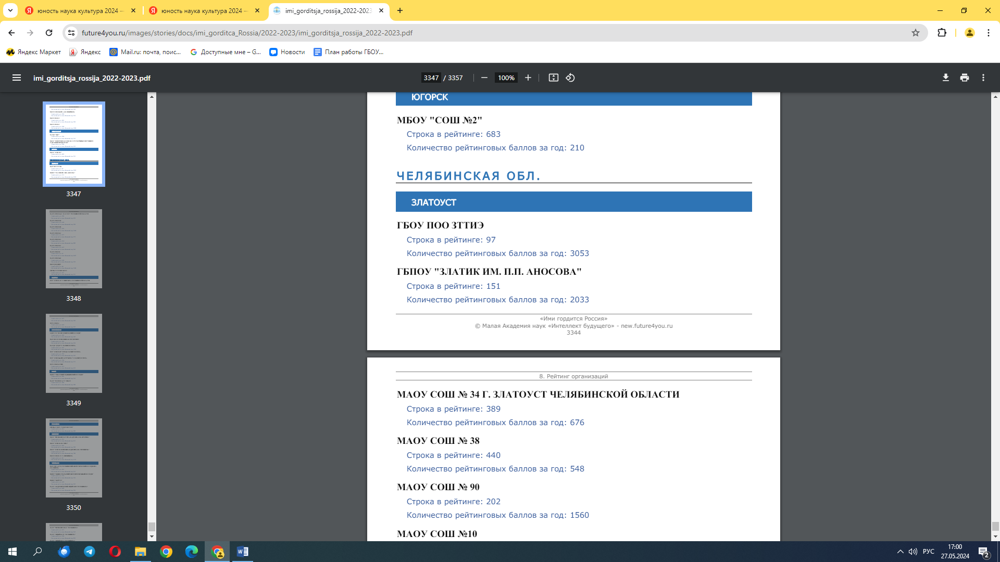 юность наука культура 2024 —
юность наука культура 2024 —
imi_gorditsja_rossija_2022-2023
future4you.ru/images/stories/docs/imi_gorditca_Rossia/2022-2023/imi_gorditsja_rossija_2022-2023.pdf
Яндекс Маркет
Яндекс
Mail.ru: почта, поис...
Доступные мне – G...
Новости
План работы ГБОУ...
imi_gorditsja_rossija_2022-2023.pdf
3347 / 3357
100%
3347
3348
3349
3350
ЮГОРСК
МБОУ "СОШ №2"
Строка в рейтинге: 683
Количество рейтинговых баллов за год: 210
ЧЕЛЯБИНСКАЯ ОБЛ.
ЗЛАТОУСТ
ГБОУ ПОО ЗТТИЭ
Строка в рейтинге: 97
Количество рейтинговых баллов за год: 3053
ГБПОУ "ЗЛАТИК ИМ. П.П. АНОСОВА"
Строка в рейтинге: 151
Количество рейтинговых баллов за год: 2033
«Ими гордится Россия»
© Малая Академия наук «Интеллект будущего» - new.future4you.ru
3344
8. Рейтинг организаций
МАОУ СОШ № 34 Г. ЗЛАТОУСТ ЧЕЛЯБИНСКОЙ ОБЛАСТИ
Строка в рейтинге: 389
Количество рейтинговых баллов за год: 676
МАОУ СОШ № 38
Строка в рейтинге: 440
Количество рейтинговых баллов за год: 548
МАОУ СОШ № 90
Строка в рейтинге: 202
Количество рейтинговых баллов за год: 1560
МАОУ СОШ №10
РУС
17:00
27.05.2024
2